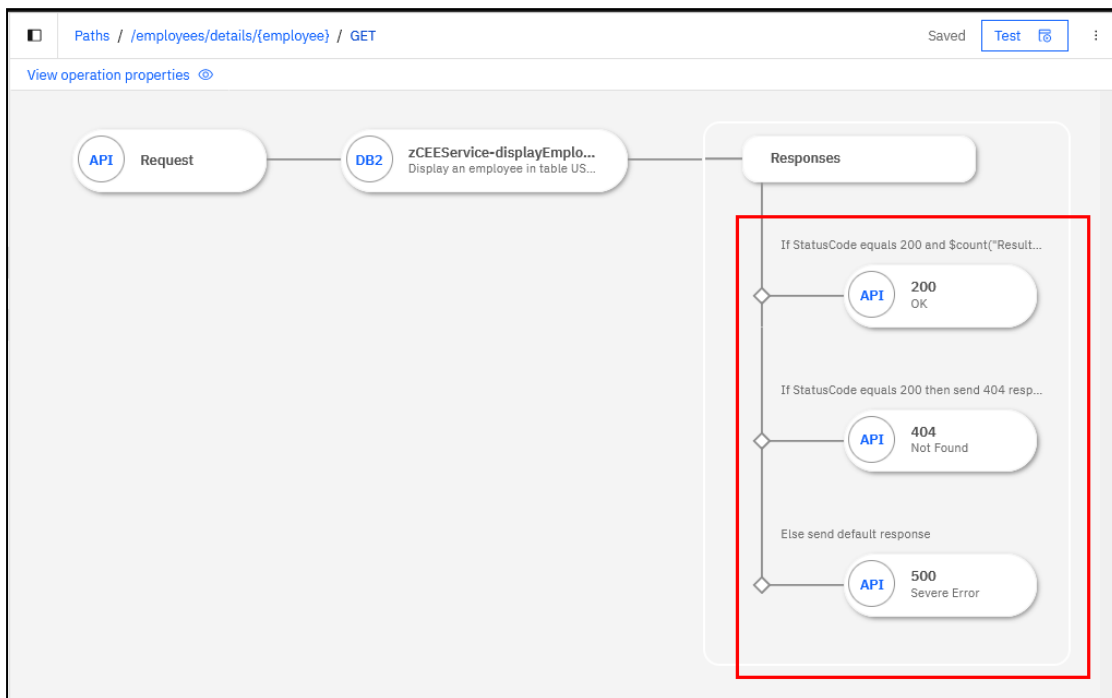 Paths / /employees/details/{employee} / GET
Saved
Test
View operation properties
API Request
DB2 zCEEService-displayEmplo...
Display an employee in table US...
Responses
If StatusCode equals 200 and $count("Result...
API 200
OK
If StatusCode equals 200 then send 404 resp...
API 404
Not Found
Else send default response
API 500
Severe Error